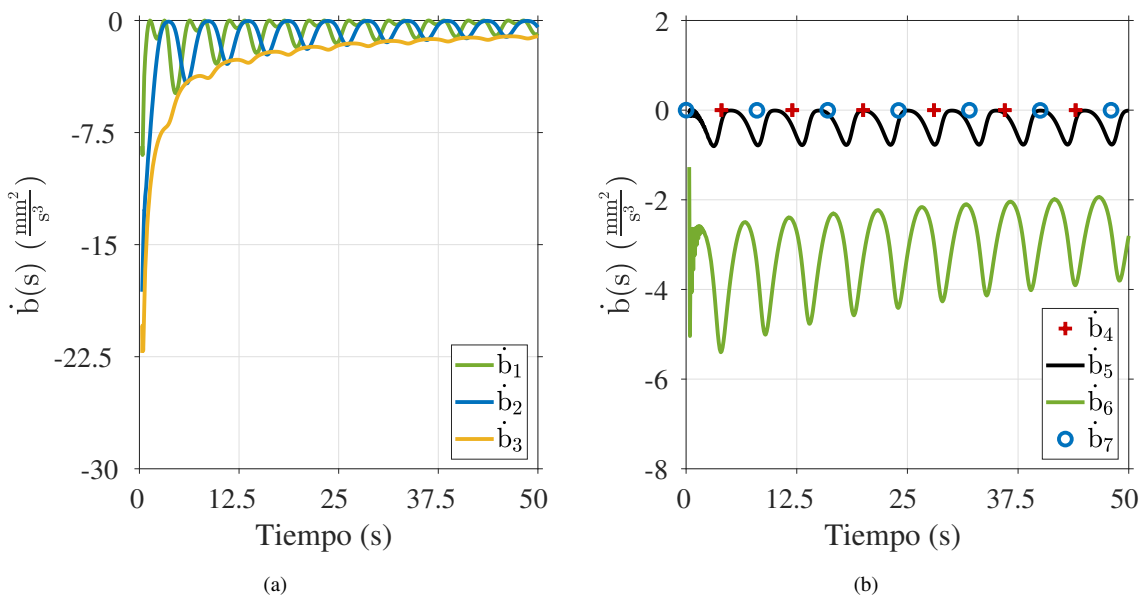 0
-7.5
-15
-22.5
-30
ḃ(s) (mm²/s³)
ḃ₁
ḃ₂
ḃ₃
0 12.5 25 37.5 50
Tiempo (s)
(a)
2
0
-2
-4
-6
-8
ḃ(s) (mm²/s³)
ḃ₄
ḃ₅
ḃ₆
ḃ₇
0 12.5 25 37.5 50
Tiempo (s)
(b)